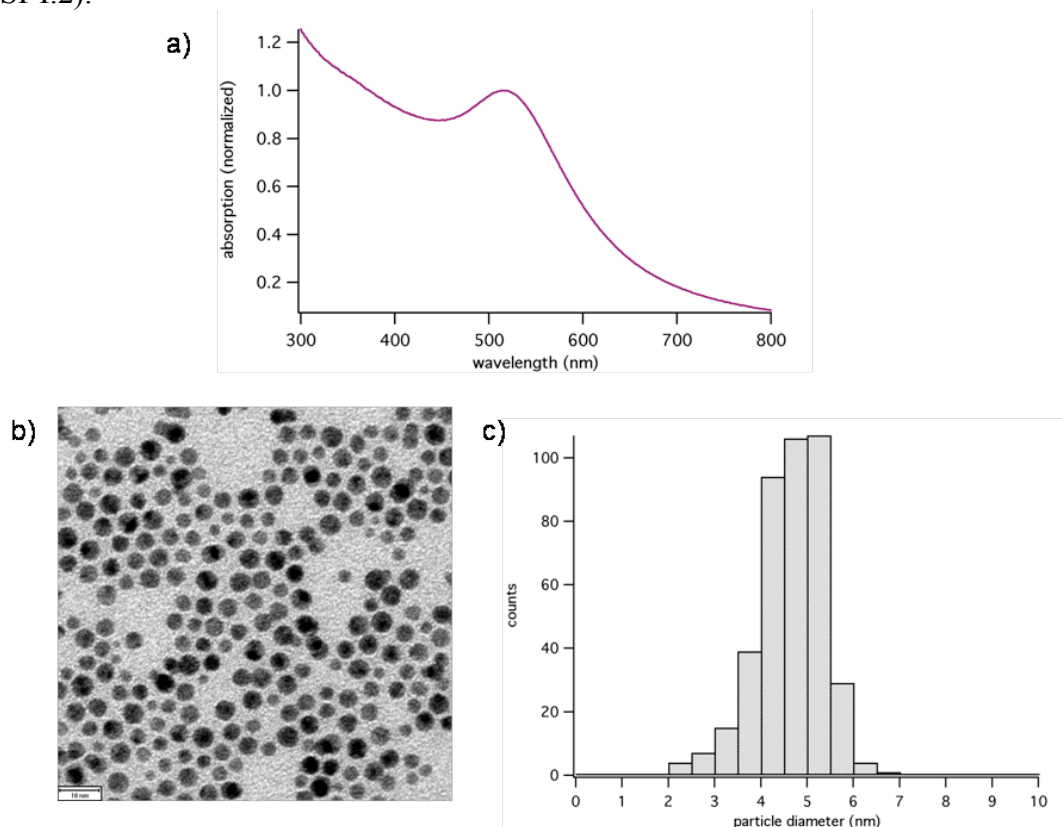 SI-1.2).
a)
1.2
1.0
0.8
0.6
0.4
0.2
absorption (normalized)
300 400 500 600 700 800
wavelength (nm)
b)
10 nm
c)
100
80
60
40
20
0
counts
0 1 2 3 4 5 6 7 8 9 10
particle diameter (nm)